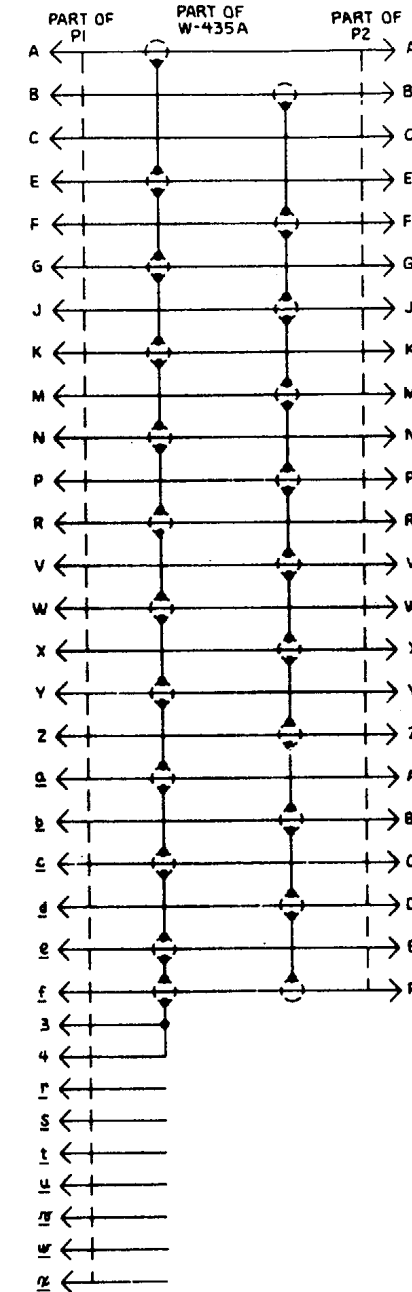 PART OF P1
PART OF W-435A
PART OF P2
A A
B B
C C
E E
F F
G G
J J
K K
M M
N N
P P
R R
V V
W W
X X
Y Y
Z Z
a A
b B
c C
d D
e E
f F
3
4
r
s
t
u
v
w
x